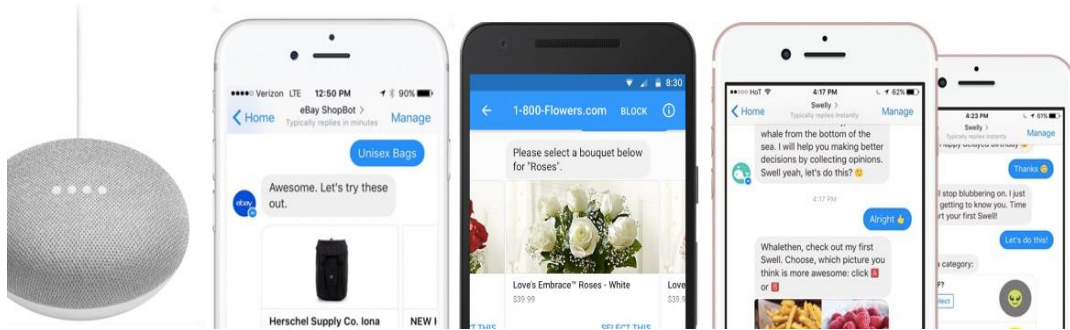 Verizon LTE 12:50 PM 90%
eBay ShopBot >
Home
Typically replies in minutes
Manage
Unisex Bags
ebay
Awesome. Let's try these
out.
Herschel Supply Co. Iona
NEW
8:30
1-800-Flowers.com BLOCK
Please select a bouquet below
for "Roses".
Love's Embrace™ Roses - White
$39.99
Love
$39.9
T THIS
SELECT THIS
HOT 4:17 PM 62%
Swelly >
Home
Typically replies instantly
Manage
whale from the bottom of the
sea. I will help you making better
decisions by collecting opinions.
Swell yeah, let's do this?
4:17 PM
Alright
Whalethen, check out my first
Swell. Choose, which picture you
think is more awesome: click A
or B
4:23 PM 61%
Swelly >
Typically replies instantly
Manage
Thanks
stop blubbering on. I just
getting to know you. Time
rt your first Swell!
Let's do this!
category: